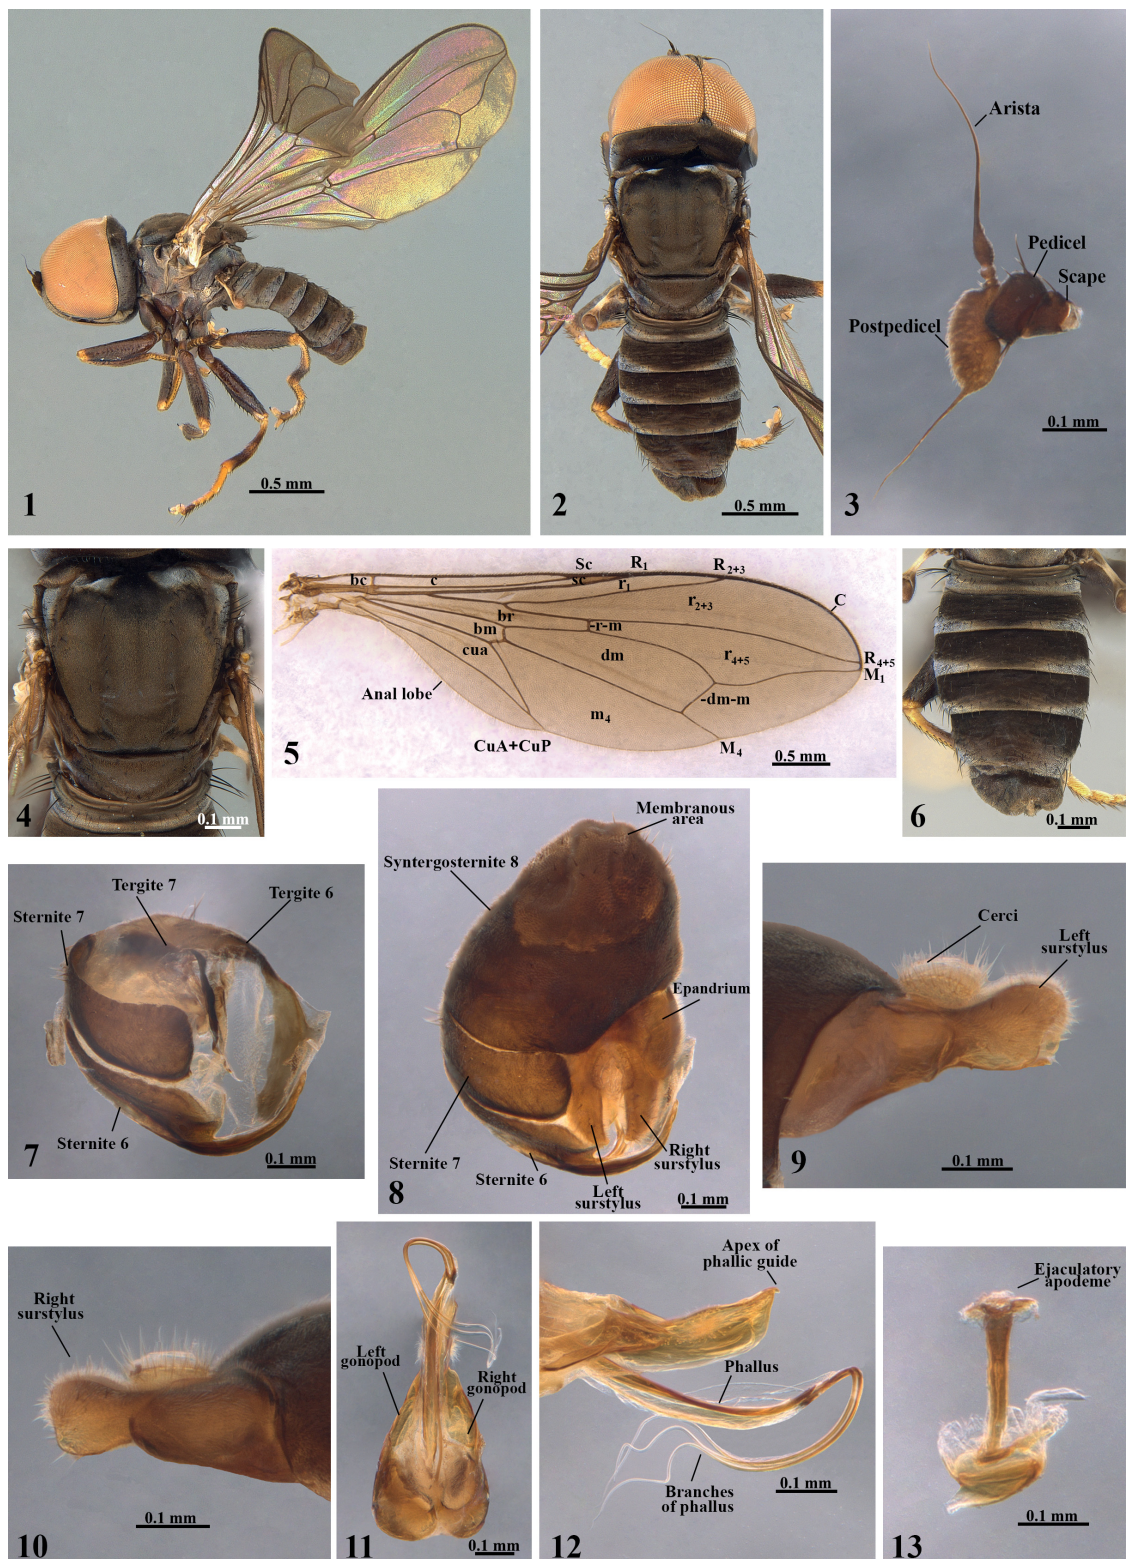 1
0.5 mm
2
0.5 mm
Arista
Pedicel
Scape
Postpedicel
0.1 mm
3
4
0.1 mm
Sc
R1
R2+3
bc
c
sc
r1
r2+3
C
br
-r-m
bm
cua
dm
r4+5
R4+5
M1
Anal lobe
-dm-m
m4
CuA+CuP
M4
0.5 mm
5
6
0.1 mm
Tergite 7
Sternite 7
Tergite 6
Sternite 6
0.1 mm
7
Membranous
area
Syntergosternite 8
Epandrium
Sternite 7
Sternite 6
Left
surstylus
Right
surstylus
0.1 mm
8
Cerci
Left
surstylus
0.1 mm
9
Right
surstylus
0.1 mm
10
Left
gonopod
Right
gonopod
0.1 mm
11
Apex of
phallic guide
Phallus
Branches
of phallus
0.1 mm
12
Ejaculatory
apodeme
0.1 mm
13